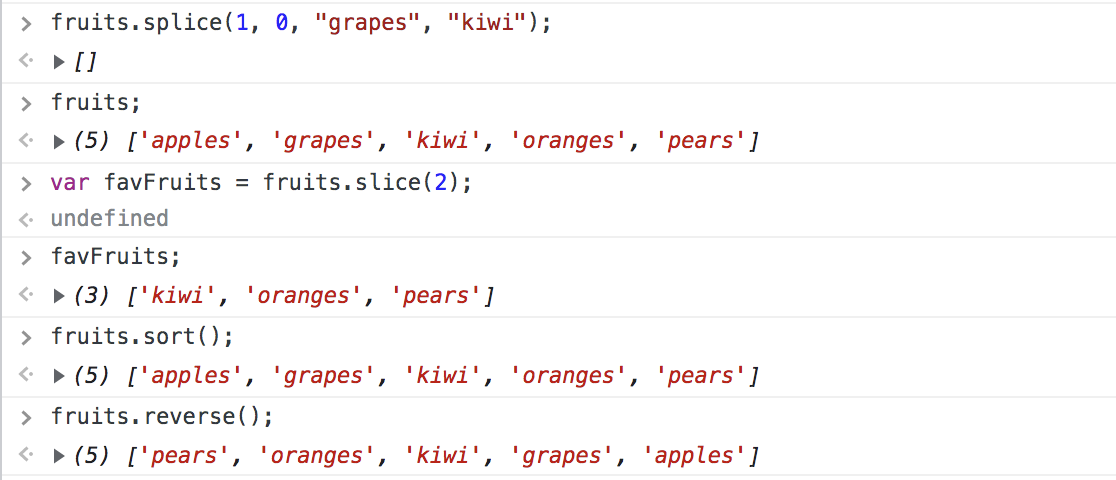 > fruits.splice(1, 0, "grapes", "kiwi");
<· ▶ []
> fruits;
<· ▶ (5) ['apples', 'grapes', 'kiwi', 'oranges', 'pears']
> var favFruits = fruits.slice(2);
<· undefined
> favFruits;
<· ▶ (3) ['kiwi', 'oranges', 'pears']
> fruits.sort();
<· ▶ (5) ['apples', 'grapes', 'kiwi', 'oranges', 'pears']
> fruits.reverse();
<· ▶ (5) ['pears', 'oranges', 'kiwi', 'grapes', 'apples']